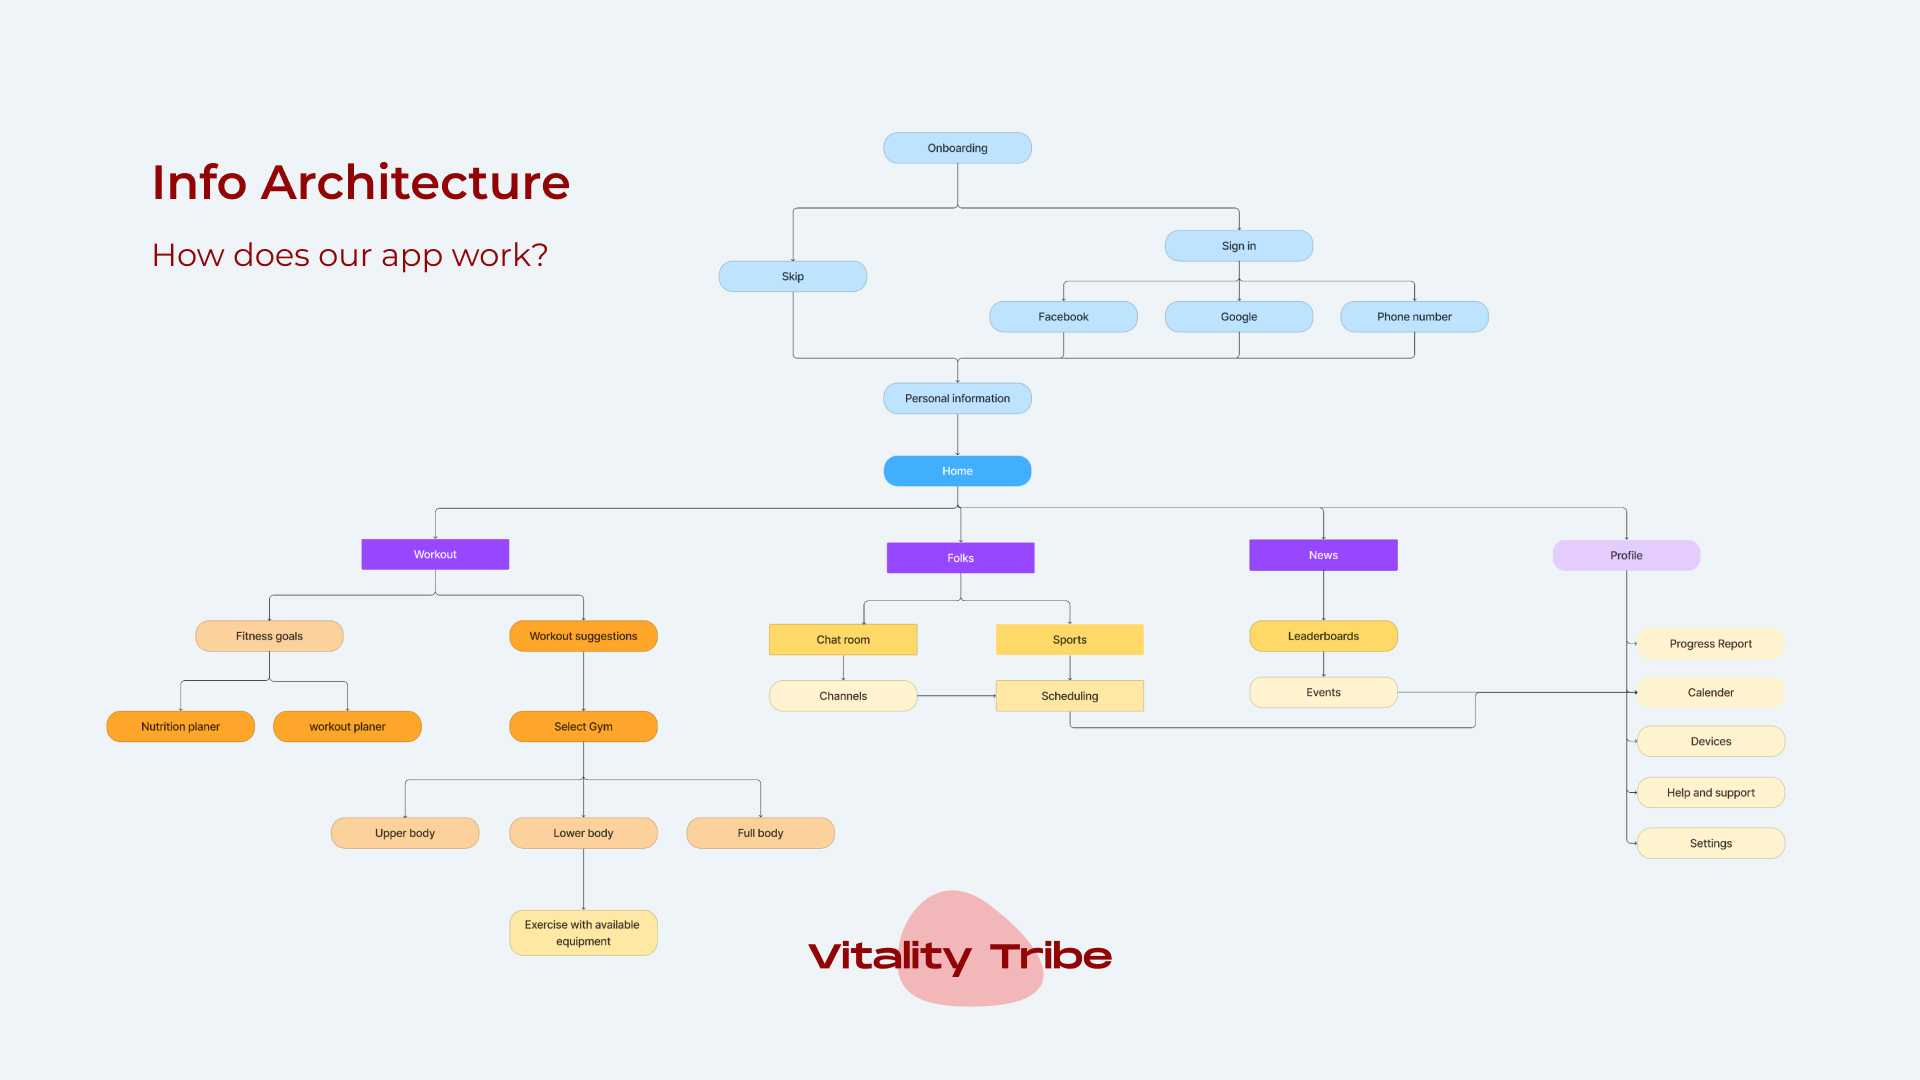 Info Architecture
How does our app work?
Onboarding
Sign in
Skip
Facebook
Google
Phone number
Personal information
Home
Workout
Folks
News
Profile
Fitness goals
Workout suggestions
Chat room
Sports
Leaderboards
Progress Report
Channels
Scheduling
Events
Calender
Nutrition planer
workout planer
Select Gym
Devices
Help and support
Upper body
Lower body
Full body
Settings
Exercise with available
equipment
Vitality Tribe